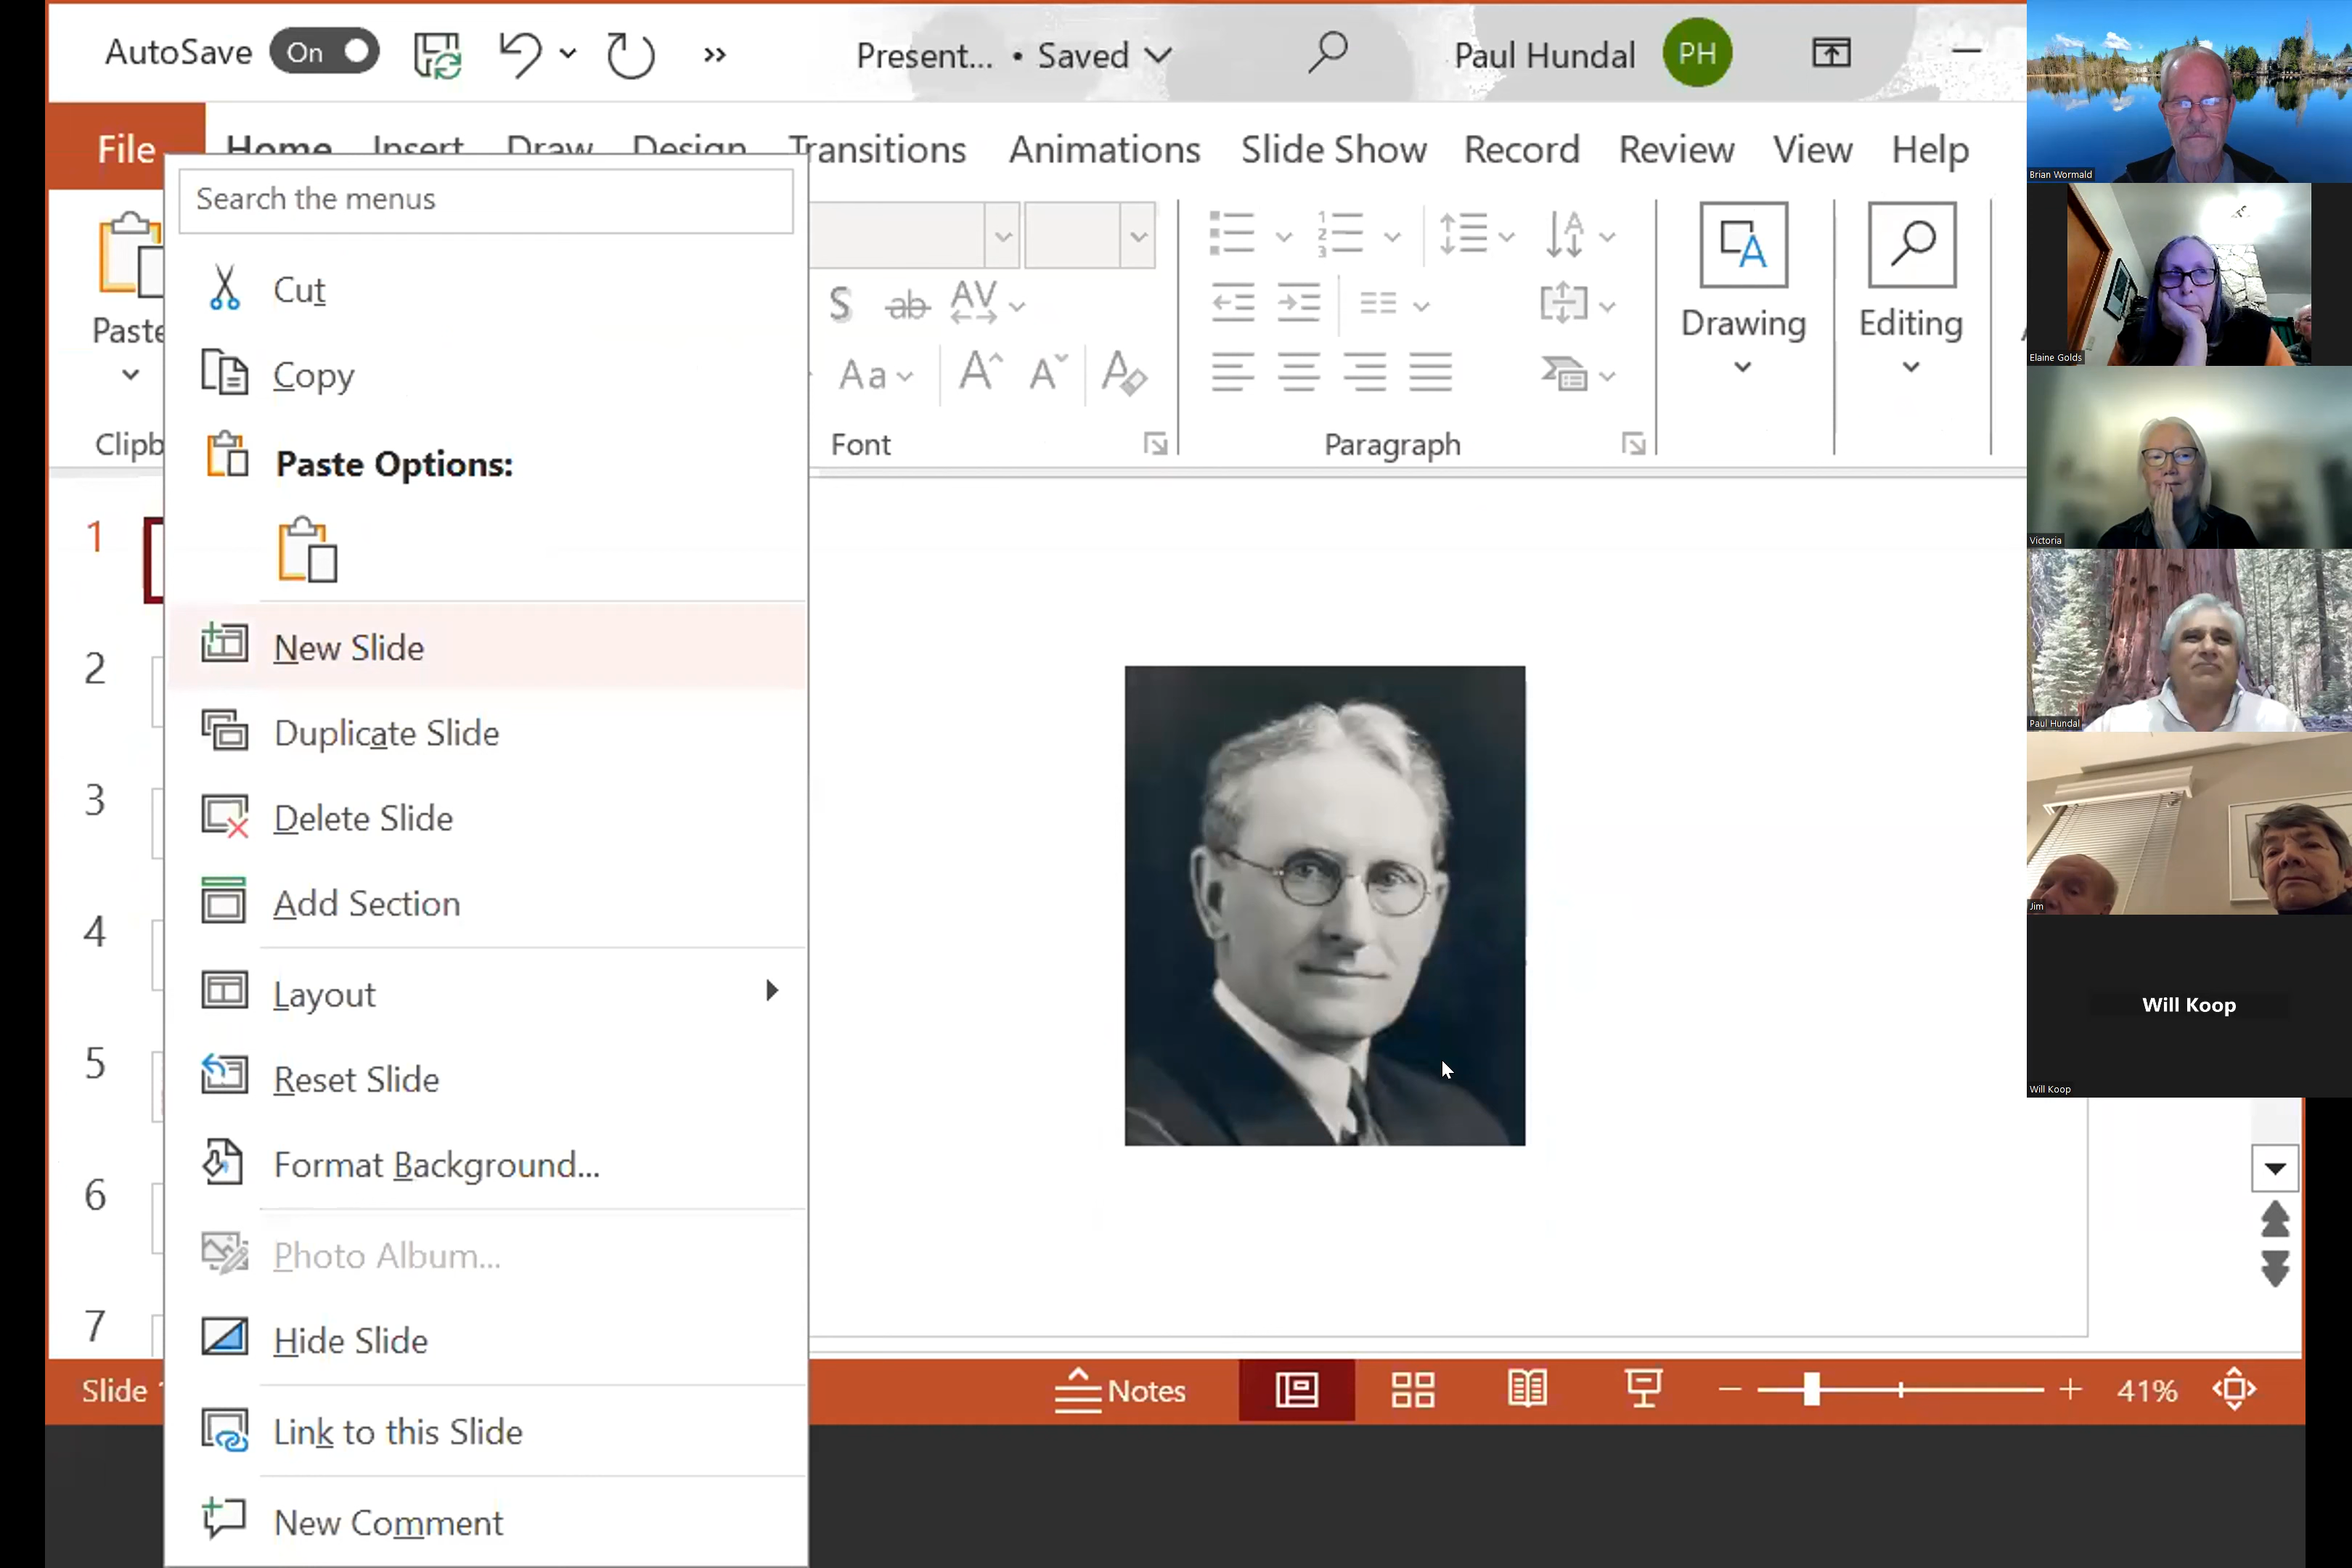 AutoSave On
Present... • Saved
Paul Hundal PH
File Home Insert Draw Design Transitions Animations Slide Show Record Review View Help
Search the menus
Cut
Copy
Paste Options:
New Slide
Duplicate Slide
Delete Slide
Add Section
Layout
Reset Slide
Format Background...
Photo Album...
Hide Slide
Link to this Slide
New Comment
Paste
Clipb
S ab AV
Aa A A A
Font
Paragraph
Drawing
Editing
1
2
3
4
5
6
7
Slide
Notes
41%
Brian Wormald
Elaine Golds
Victoria
Paul Hundal
Jim
Will Koop
Will Koop